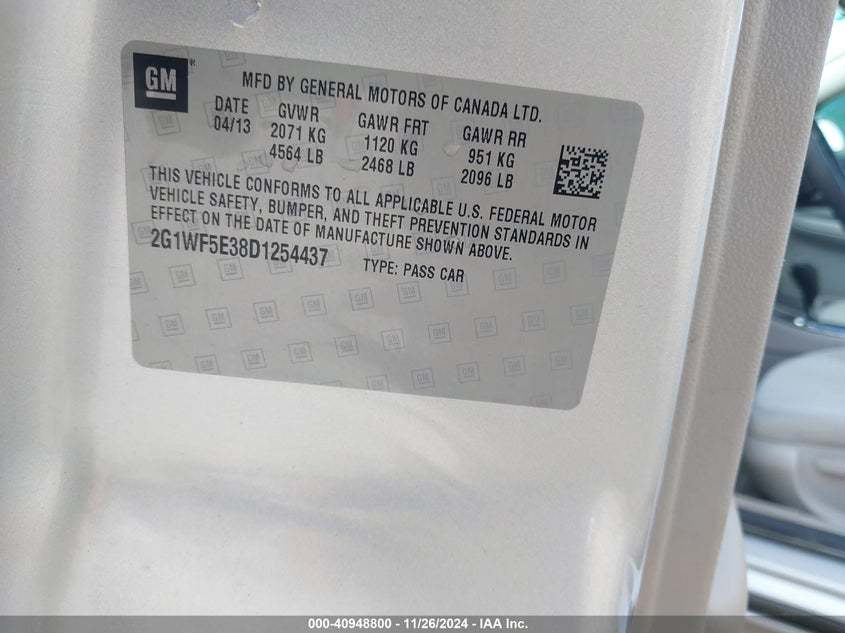 GM
MFD BY GENERAL MOTORS OF CANADA LTD.
DATE GVWR GAWR FRT GAWR RR
04/13 2071 KG 1120 KG 951 KG
4564 LB 2468 LB 2096 LB
THIS VEHICLE CONFORMS TO ALL APPLICABLE U.S. FEDERAL MOTOR
VEHICLE SAFETY, BUMPER, AND THEFT PREVENTION STANDARDS IN
EFFECT ON THE DATE OF MANUFACTURE SHOWN ABOVE.
2G1WF5E38D1254437 TYPE: PASS CAR
000-40948800 - 11/26/2024 - IAA Inc.